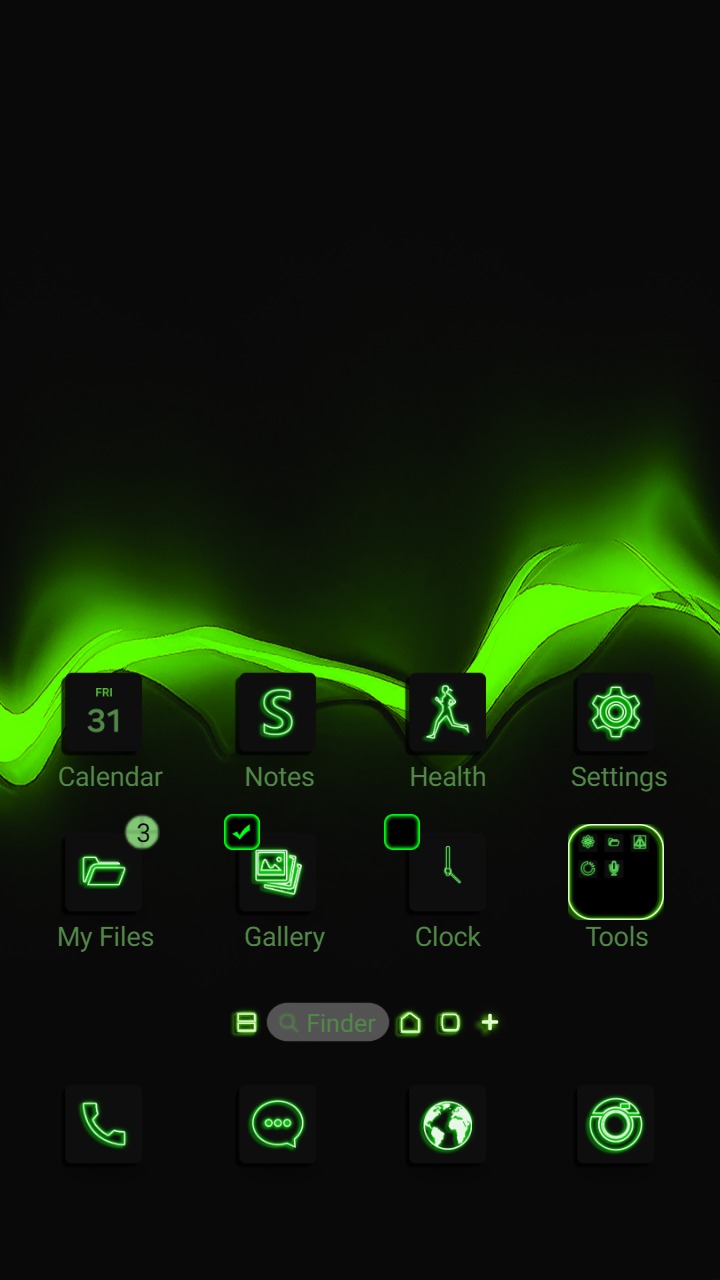 FRI
31
S
Calendar
Notes
Health
Settings
3
My Files
Gallery
Clock
Tools
Finder